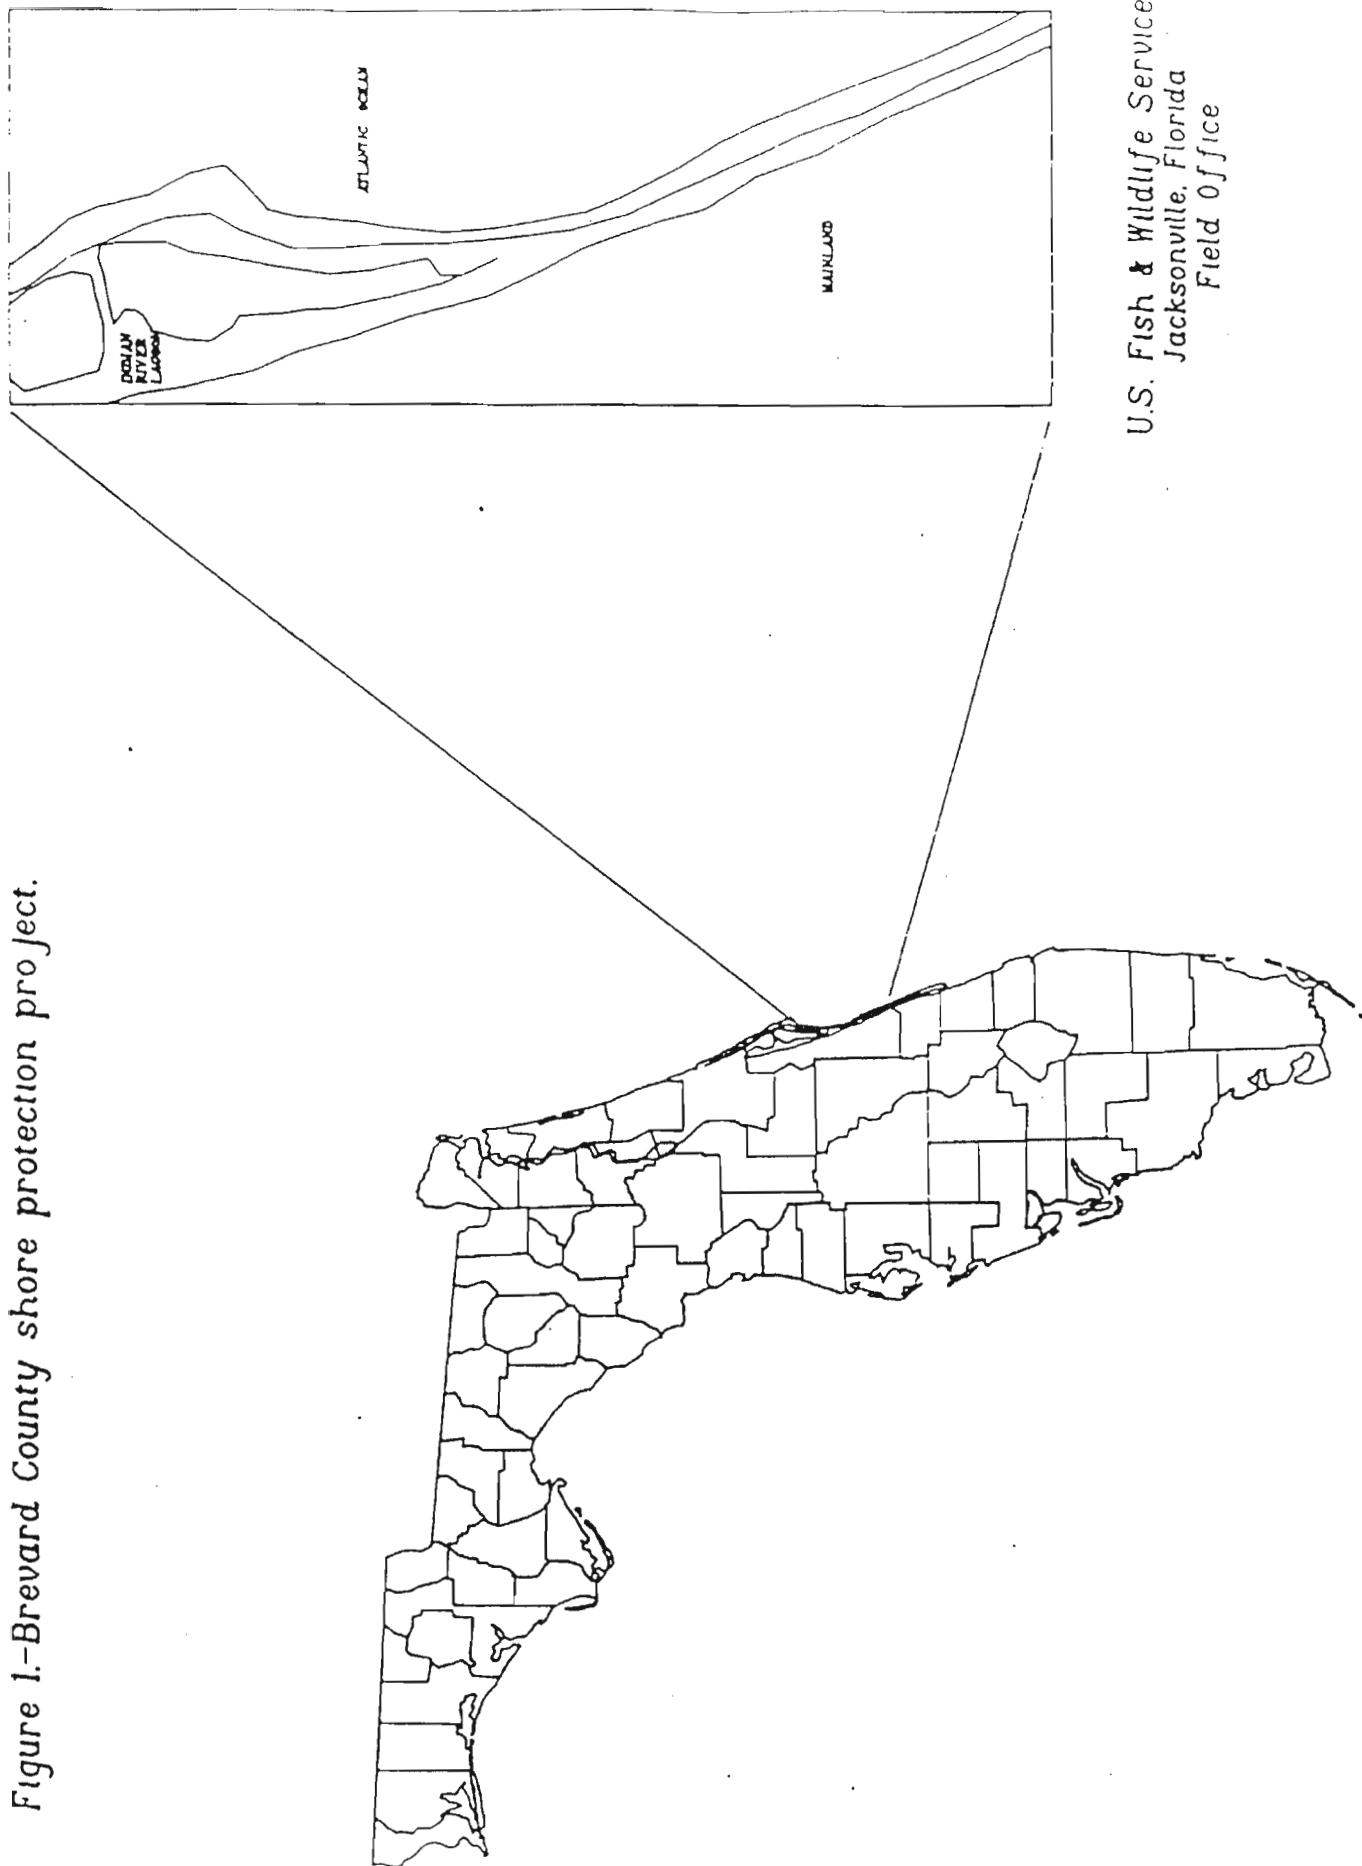 Figure 1.-Brevard County shore protection project.
ATLANTIC OCEAN
INDIAN
RIVER
LAGOON
MAINLAND
U.S. Fish & Wildlife Service
Jacksonville, Florida
Field Office